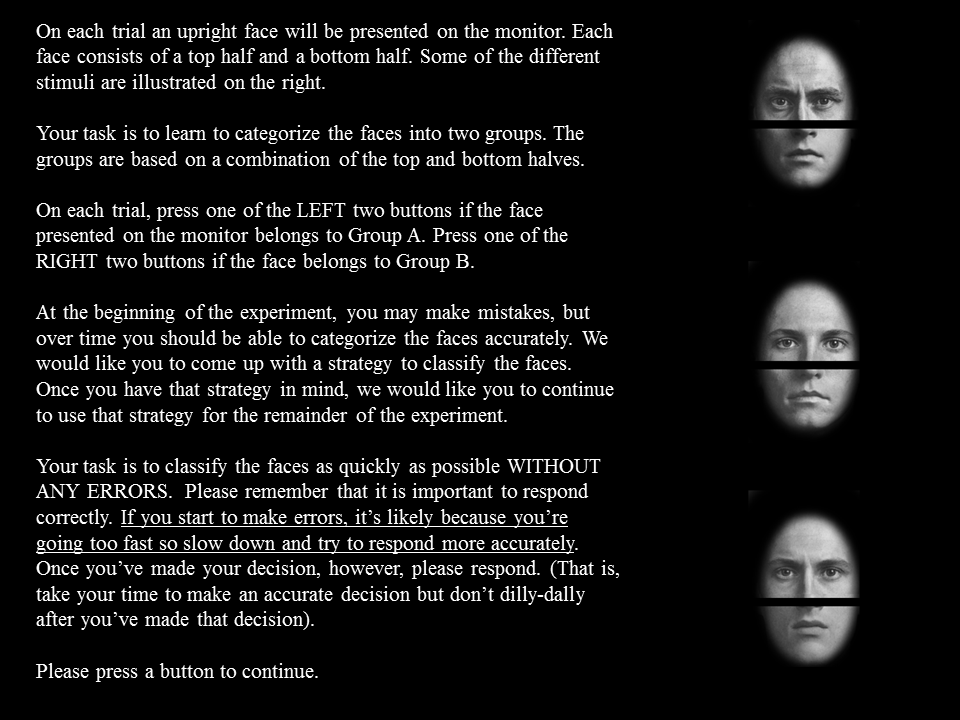 On each trial an upright face will be presented on the monitor. Each
face consists of a top half and a bottom half. Some of the different
stimuli are illustrated on the right.
Your task is to learn to categorize the faces into two groups. The
groups are based on a combination of the top and bottom halves.
On each trial, press one of the LEFT two buttons if the face
presented on the monitor belongs to Group A. Press one of the
RIGHT two buttons if the face belongs to Group B.
At the beginning of the experiment, you may make mistakes, but
over time you should be able to categorize the faces accurately. We
would like you to come up with a strategy to classify the faces.
Once you have that strategy in mind, we would like you to continue
to use that strategy for the remainder of the experiment.
Your task is to classify the faces as quickly as possible WITHOUT
ANY ERRORS. Please remember that it is important to respond
correctly. If you start to make errors, it’s likely because you’re
going too fast so slow down and try to respond more accurately.
Once you’ve made your decision, however, please respond. (That is,
take your time to make an accurate decision but don’t dilly-dally
after you’ve made that decision).
Please press a button to continue.